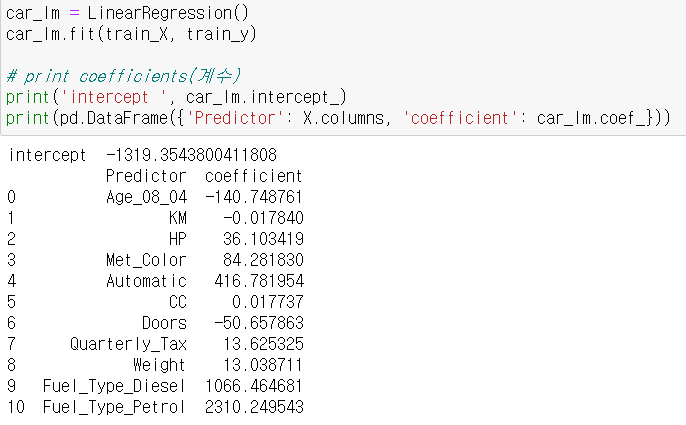 car_lm = LinearRegression()
car_lm.fit(train_X, train_y)
# print coefficients(계수)
print('intercept ', car_lm.intercept_)
print(pd.DataFrame({'Predictor': X.columns, 'coefficient': car_lm.coef_}))
intercept  -1319.3543800411808
Predictor  coefficient
0  Age_08_04  -140.748761
1  KM  -0.017840
2  HP  36.103419
3  Met_Color  84.281830
4  Automatic  416.781954
5  CC  0.017737
6  Doors  -50.657863
7  Quarterly_Tax  13.625325
8  Weight  13.038711
9  Fuel_Type_Diesel  1066.464681
10  Fuel_Type_Petrol  2310.249543